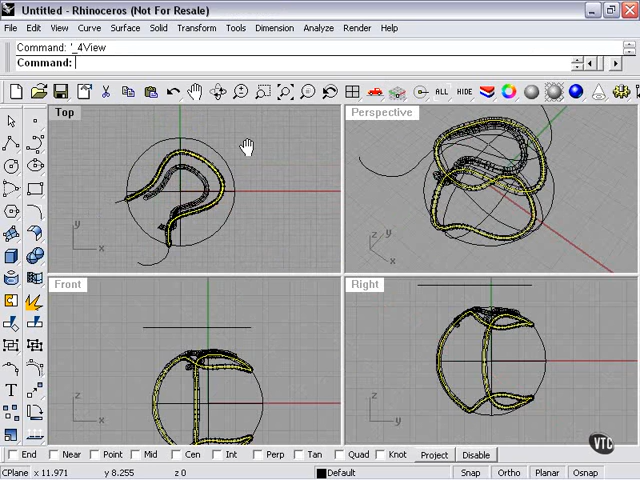 Untitled - Rhinoceros (Not For Resale)
File Edit View Curve Surface Solid Transform Tools Dimension Analyze Render Help
Command: '_4View
Command:
ALL HIDE
Top
Perspective
y
x
z
y
x
Front
Right
z
x
z
y
T
VTC
End Near Point Mid Cen Int Perp Tan Quad Knot Project Disable
CPlane x 11.971 y 8.255 z 0 Default Snap Ortho Planar Osnap